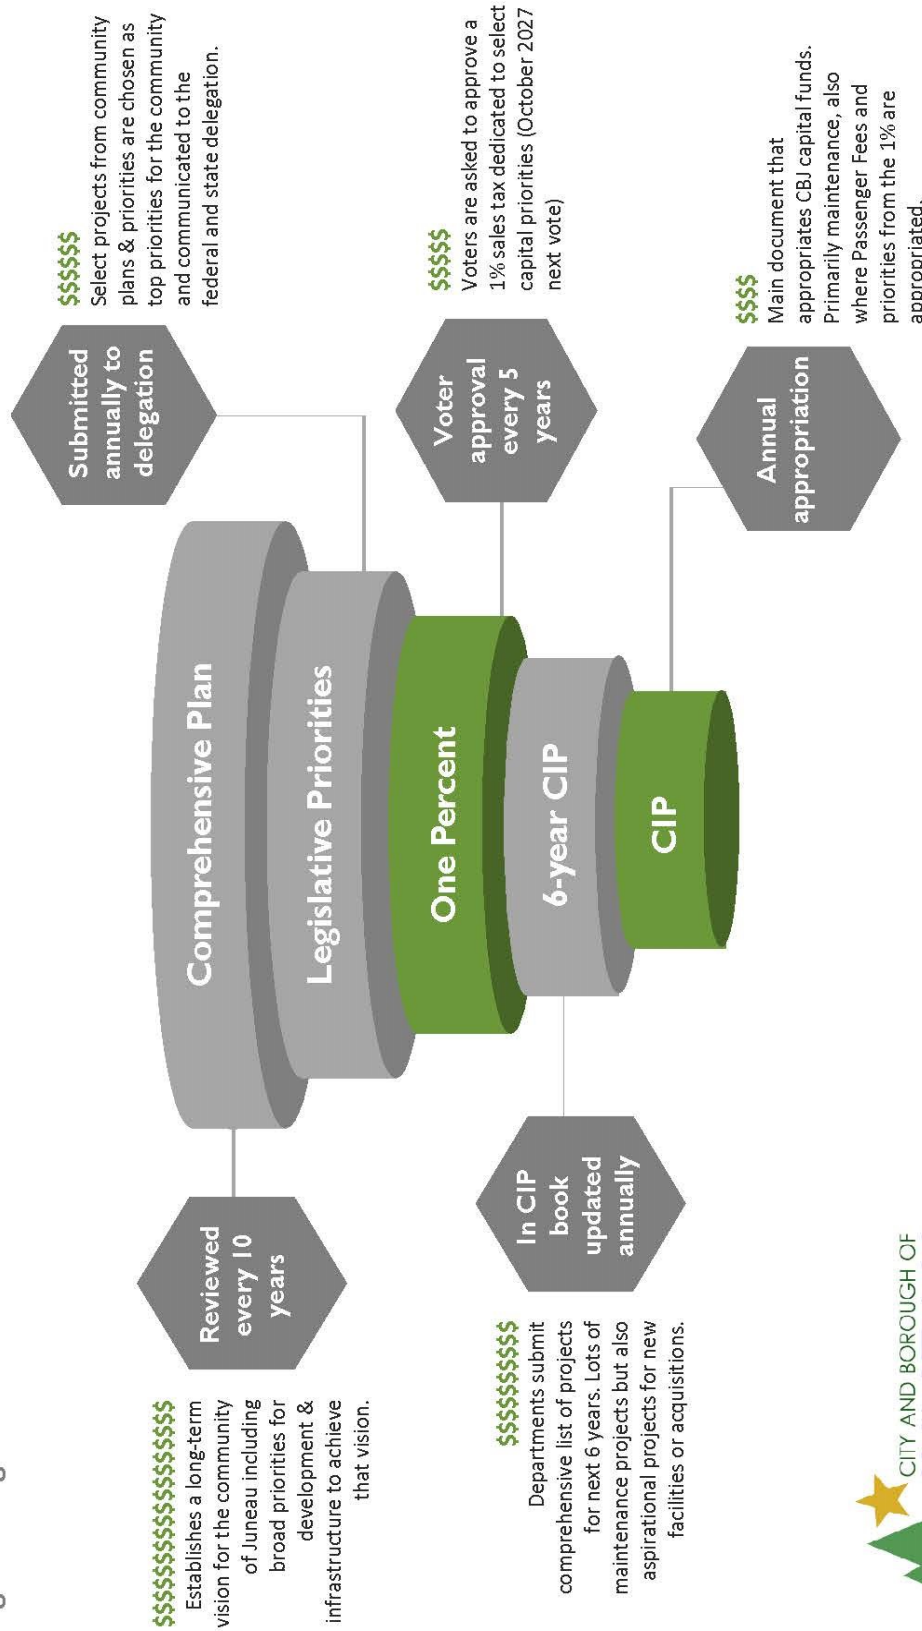 $$$$$$$$$$$$$$$$$$$
Establishes a long-term
vision for the community
of Juneau including
broad priorities for
development &
infrastructure to achieve
that vision.
Reviewed
every 10
years
Comprehensive Plan
Submitted
annually to
delegation
$$$$$$
Select projects from community
plans & priorities are chosen as
top priorities for the community
and communicated to the
federal and state delegation.
Legislative Priorities
One Percent
Voter
approval
every 5
years
$$$$$
Voters are asked to approve a
1% sales tax dedicated to select
capital priorities (October 2027
next vote)
$$$$$$$$$$
Departments submit
comprehensive list of projects
for next 6 years. Lots of
maintenance projects but also
aspirational projects for new
facilities or acquisitions.
In CIP
book
updated
annually
6-year CIP
CIP
Annual
appropriation
$$$$
Main document that
appropriates CBJ capital funds.
Primarily maintenance, also
where Passenger Fees and
priorities from the 1% are
appropriated.
CITY AND BOROUGH OF